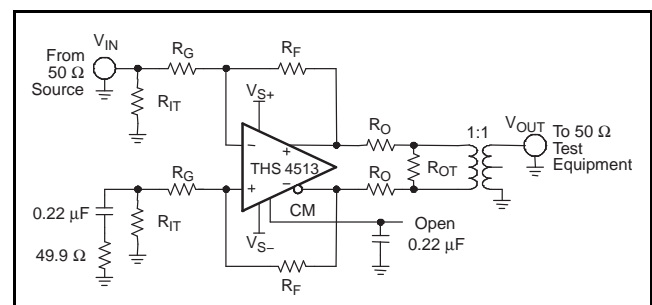 From
50 Ω
Source
V_IN
R_G
R_F
R_IT
V_S+
THS 4513
R_O
1:1
V_OUT
To 50 Ω
Test
Equipment
R_OT
R_G
R_O
0.22 μF
R_IT
CM
Open
V_S−
0.22 μF
49.9 Ω
R_F
− +
+ −